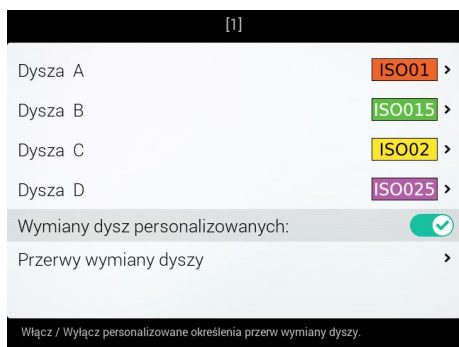 [1]
Dysza A ISO01 >
Dysza B ISO015 >
Dysza C ISO02 >
Dysza D ISO025 >
Wymiany dysz personalizowanych:
Przerwy wymiany dyszy >
Włącz / Wyłącz personalizowane określenia przerw wymiany dyszy.